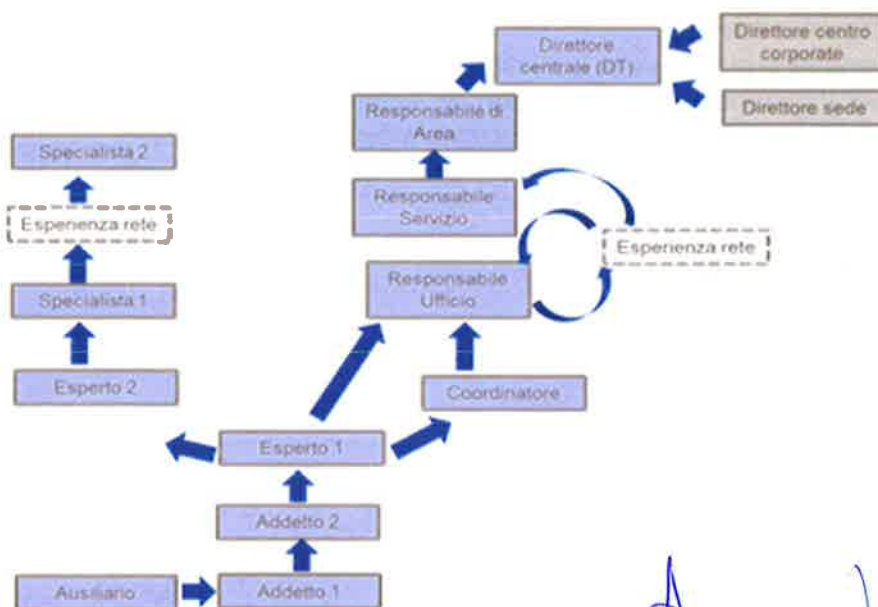 Direttore
centrale (DT)
Direttore centro
corporate
Direttore sede
Responsabile di
Area
Specialista 2
Responsabile
Servizio
Esperienza rete
Esperienza rete
Responsabile
Ufficio
Specialista 1
Esperto 2
Coordinatore
Esperto 1
Addetto 2
Ausiliario
Addetto 1